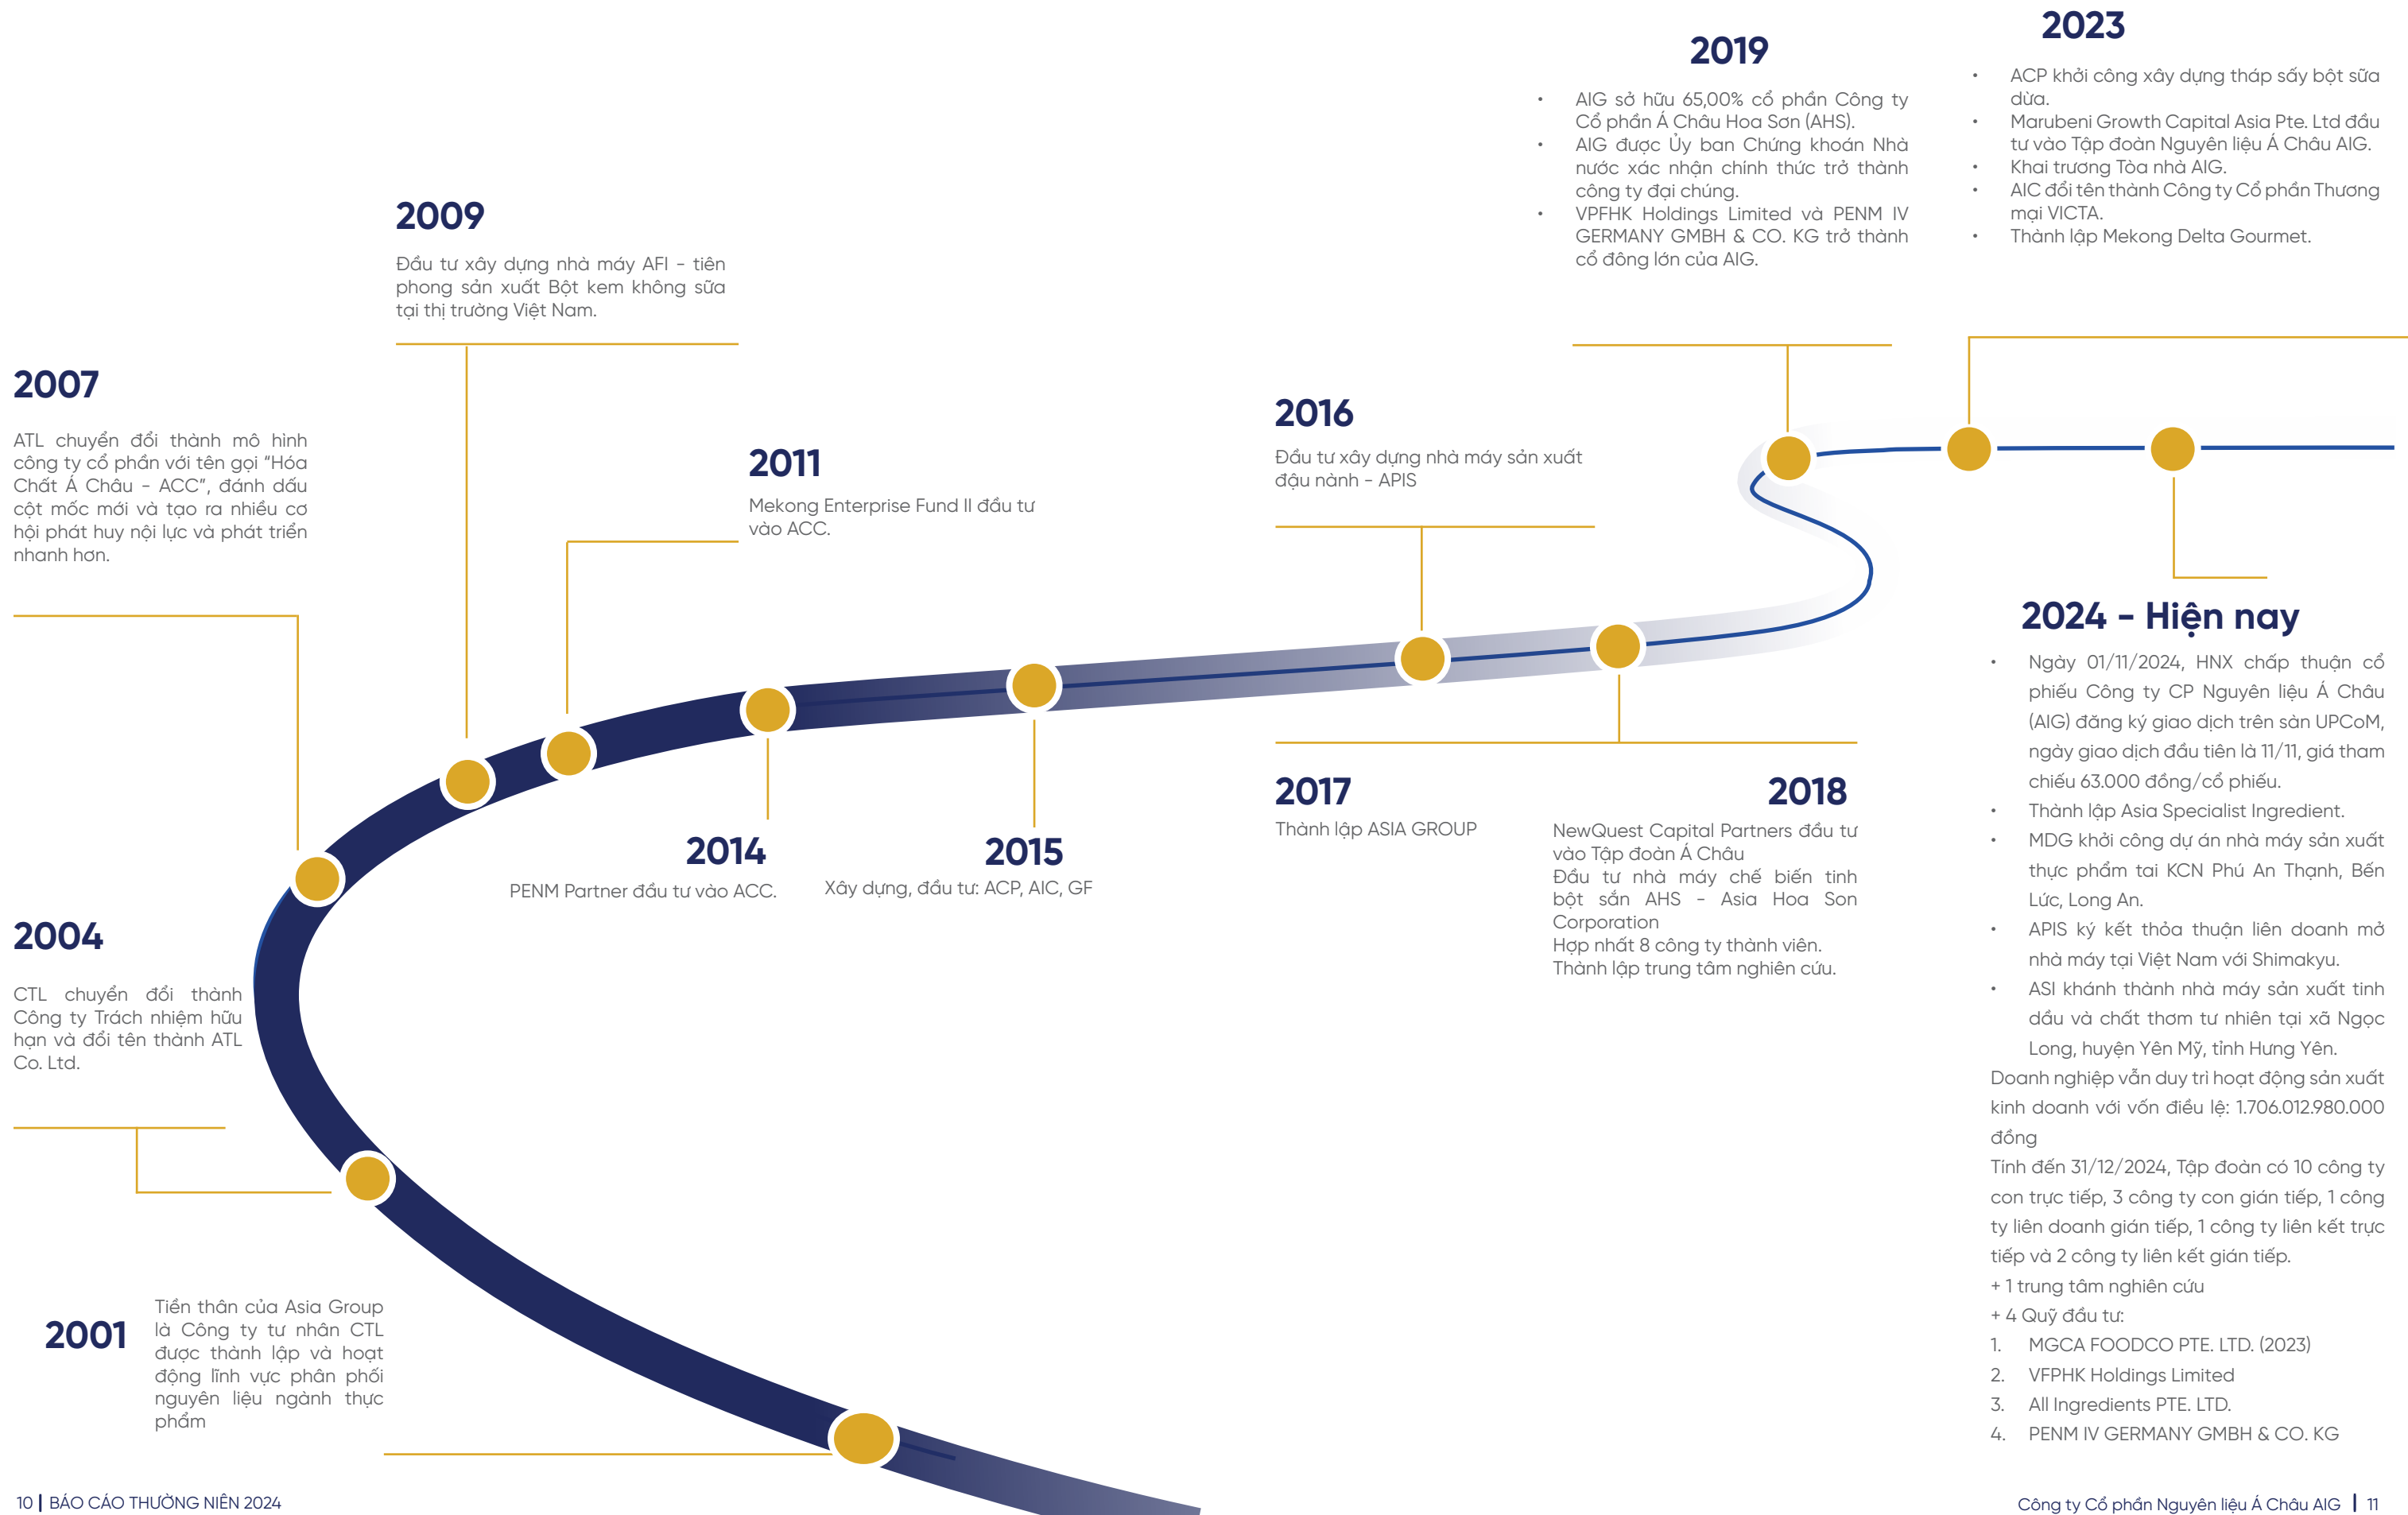 2001
Tiền thân của Asia Group
là Công ty tư nhân CTL
được thành lập và hoạt
động lĩnh vực phân phối
nguyên liệu ngành thực
phẩm
2004
CTL chuyển đổi thành
Công ty Trách nhiệm hữu
hạn và đổi tên thành ATL
Co. Ltd.
2007
ATL chuyển đổi thành mô hình
công ty cổ phần với tên gọi “Hóa
Chất Á Châu - ACC”, đánh dấu
cột mốc mới và tạo ra nhiều cơ
hội phát huy nội lực và phát triển
nhanh hơn.
2009
Đầu tư xây dựng nhà máy AFI - tiên
phong sản xuất Bột kem không sữa
tại thị trường Việt Nam.
2011
Mekong Enterprise Fund II đầu tư
vào ACC.
2014
PENM Partner đầu tư vào ACC.
2015
Xây dựng, đầu tư: ACP, AIC, GF
2016
Đầu tư xây dựng nhà máy sản xuất
đậu nành - APIS
2017
Thành lập ASIA GROUP
2018
NewQuest Capital Partners đầu tư
vào Tập đoàn Á Châu
Đầu tư nhà máy chế biến tinh
bột sắn AHS - Asia Hoa Son
Corporation
Hợp nhất 8 công ty thành viên.
Thành lập trung tâm nghiên cứu.
2019
• AIG sở hữu 65,00% cổ phần Công ty
Cổ phần Á Châu Hoa Sơn (AHS).
• AIG được Ủy ban Chứng khoán Nhà
nước xác nhận chính thức trở thành
công ty đại chúng.
• VPFHK Holdings Limited và PENM IV
GERMANY GMBH & CO. KG trở thành
cổ đông lớn của AIG.
2023
• ACP khởi công xây dựng tháp sấy bột sữa
dừa.
• Marubeni Growth Capital Asia Pte. Ltd đầu
tư vào Tập đoàn Nguyên liệu Á Châu AIG.
• Khai trương Tòa nhà AIG.
• AIC đổi tên thành Công ty Cổ phần Thương
mại VICTA.
• Thành lập Mekong Delta Gourmet.
2024 - Hiện nay
• Ngày 01/11/2024, HNX chấp thuận cổ
phiếu Công ty CP Nguyên liệu Á Châu
(AIG) đăng ký giao dịch trên sàn UPCoM,
ngày giao dịch đầu tiên là 11/11, giá tham
chiếu 63.000 đồng/cổ phiếu.
• Thành lập Asia Specialist Ingredient.
• MDG khởi công dự án nhà máy sản xuất
thực phẩm tai KCN Phú An Thạnh, Bến
Lức, Long An.
• APIS ký kết thỏa thuận liên doanh mở
nhà máy tại Việt Nam với Shimakyu.
• ASI khánh thành nhà máy sản xuất tinh
dầu và chất thơm tư nhiên tại xã Ngọc
Long, huyện Yên Mỹ, tỉnh Hưng Yên.
Doanh nghiệp vẫn duy trì hoạt động sản xuất
kinh doanh với vốn điều lệ: 1.706.012.980.000
đồng
Tính đến 31/12/2024, Tập đoàn có 10 công ty
con trực tiếp, 3 công ty con gián tiếp, 1 công
ty liên doanh gián tiếp, 1 công ty liên kết trực
tiếp và 2 công ty liên kết gián tiếp.
+ 1 trung tâm nghiên cứu
+ 4 Quỹ đầu tư:
1. MGCA FOODCO PTE. LTD. (2023)
2. VFPHK Holdings Limited
3. All Ingredients PTE. LTD.
4. PENM IV GERMANY GMBH & CO. KG
10 | BÁO CÁO THƯỜNG NIÊN 2024
Công ty Cổ phần Nguyên liệu Á Châu AIG | 11